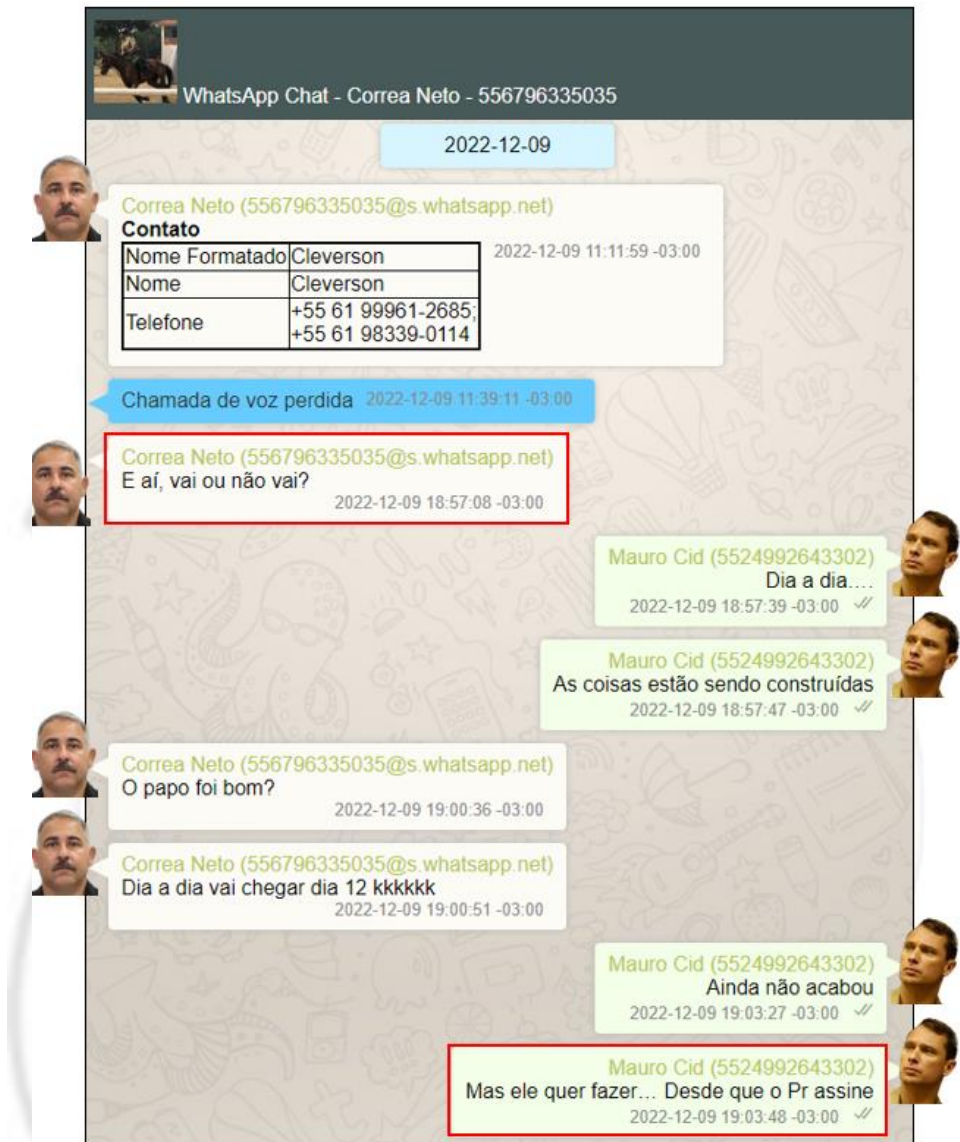 WhatsApp Chat - Correa Neto - 556796335035
2022-12-09
Correa Neto (556796335035@s.whatsapp.net)
Contato
Nome Formatado Cleverson
2022-12-09 11:11:59 -03:00
Nome Cleverson
Telefone +55 61 99961-2685;
+55 61 98339-0114
Chamada de voz perdida 2022-12-09 11:39:11 -03:00
Correa Neto (556796335035@s.whatsapp.net)
E aí, vai ou não vai?
2022-12-09 18:57:08 -03:00
Mauro Cid (5524992643302)
Dia a dia....
2022-12-09 18:57:39 -03:00
Mauro Cid (5524992643302)
As coisas estão sendo construídas
2022-12-09 18:57:47 -03:00
Correa Neto (556796335035@s.whatsapp.net)
O papo foi bom?
2022-12-09 19:00:36 -03:00
Correa Neto (556796335035@s.whatsapp.net)
Dia a dia vai chegar dia 12 kkkkkk
2022-12-09 19:00:51 -03:00
Mauro Cid (5524992643302)
Ainda não acabou
2022-12-09 19:03:27 -03:00
Mauro Cid (5524992643302)
Mas ele quer fazer... Desde que o Pr assine
2022-12-09 19:03:48 -03:00